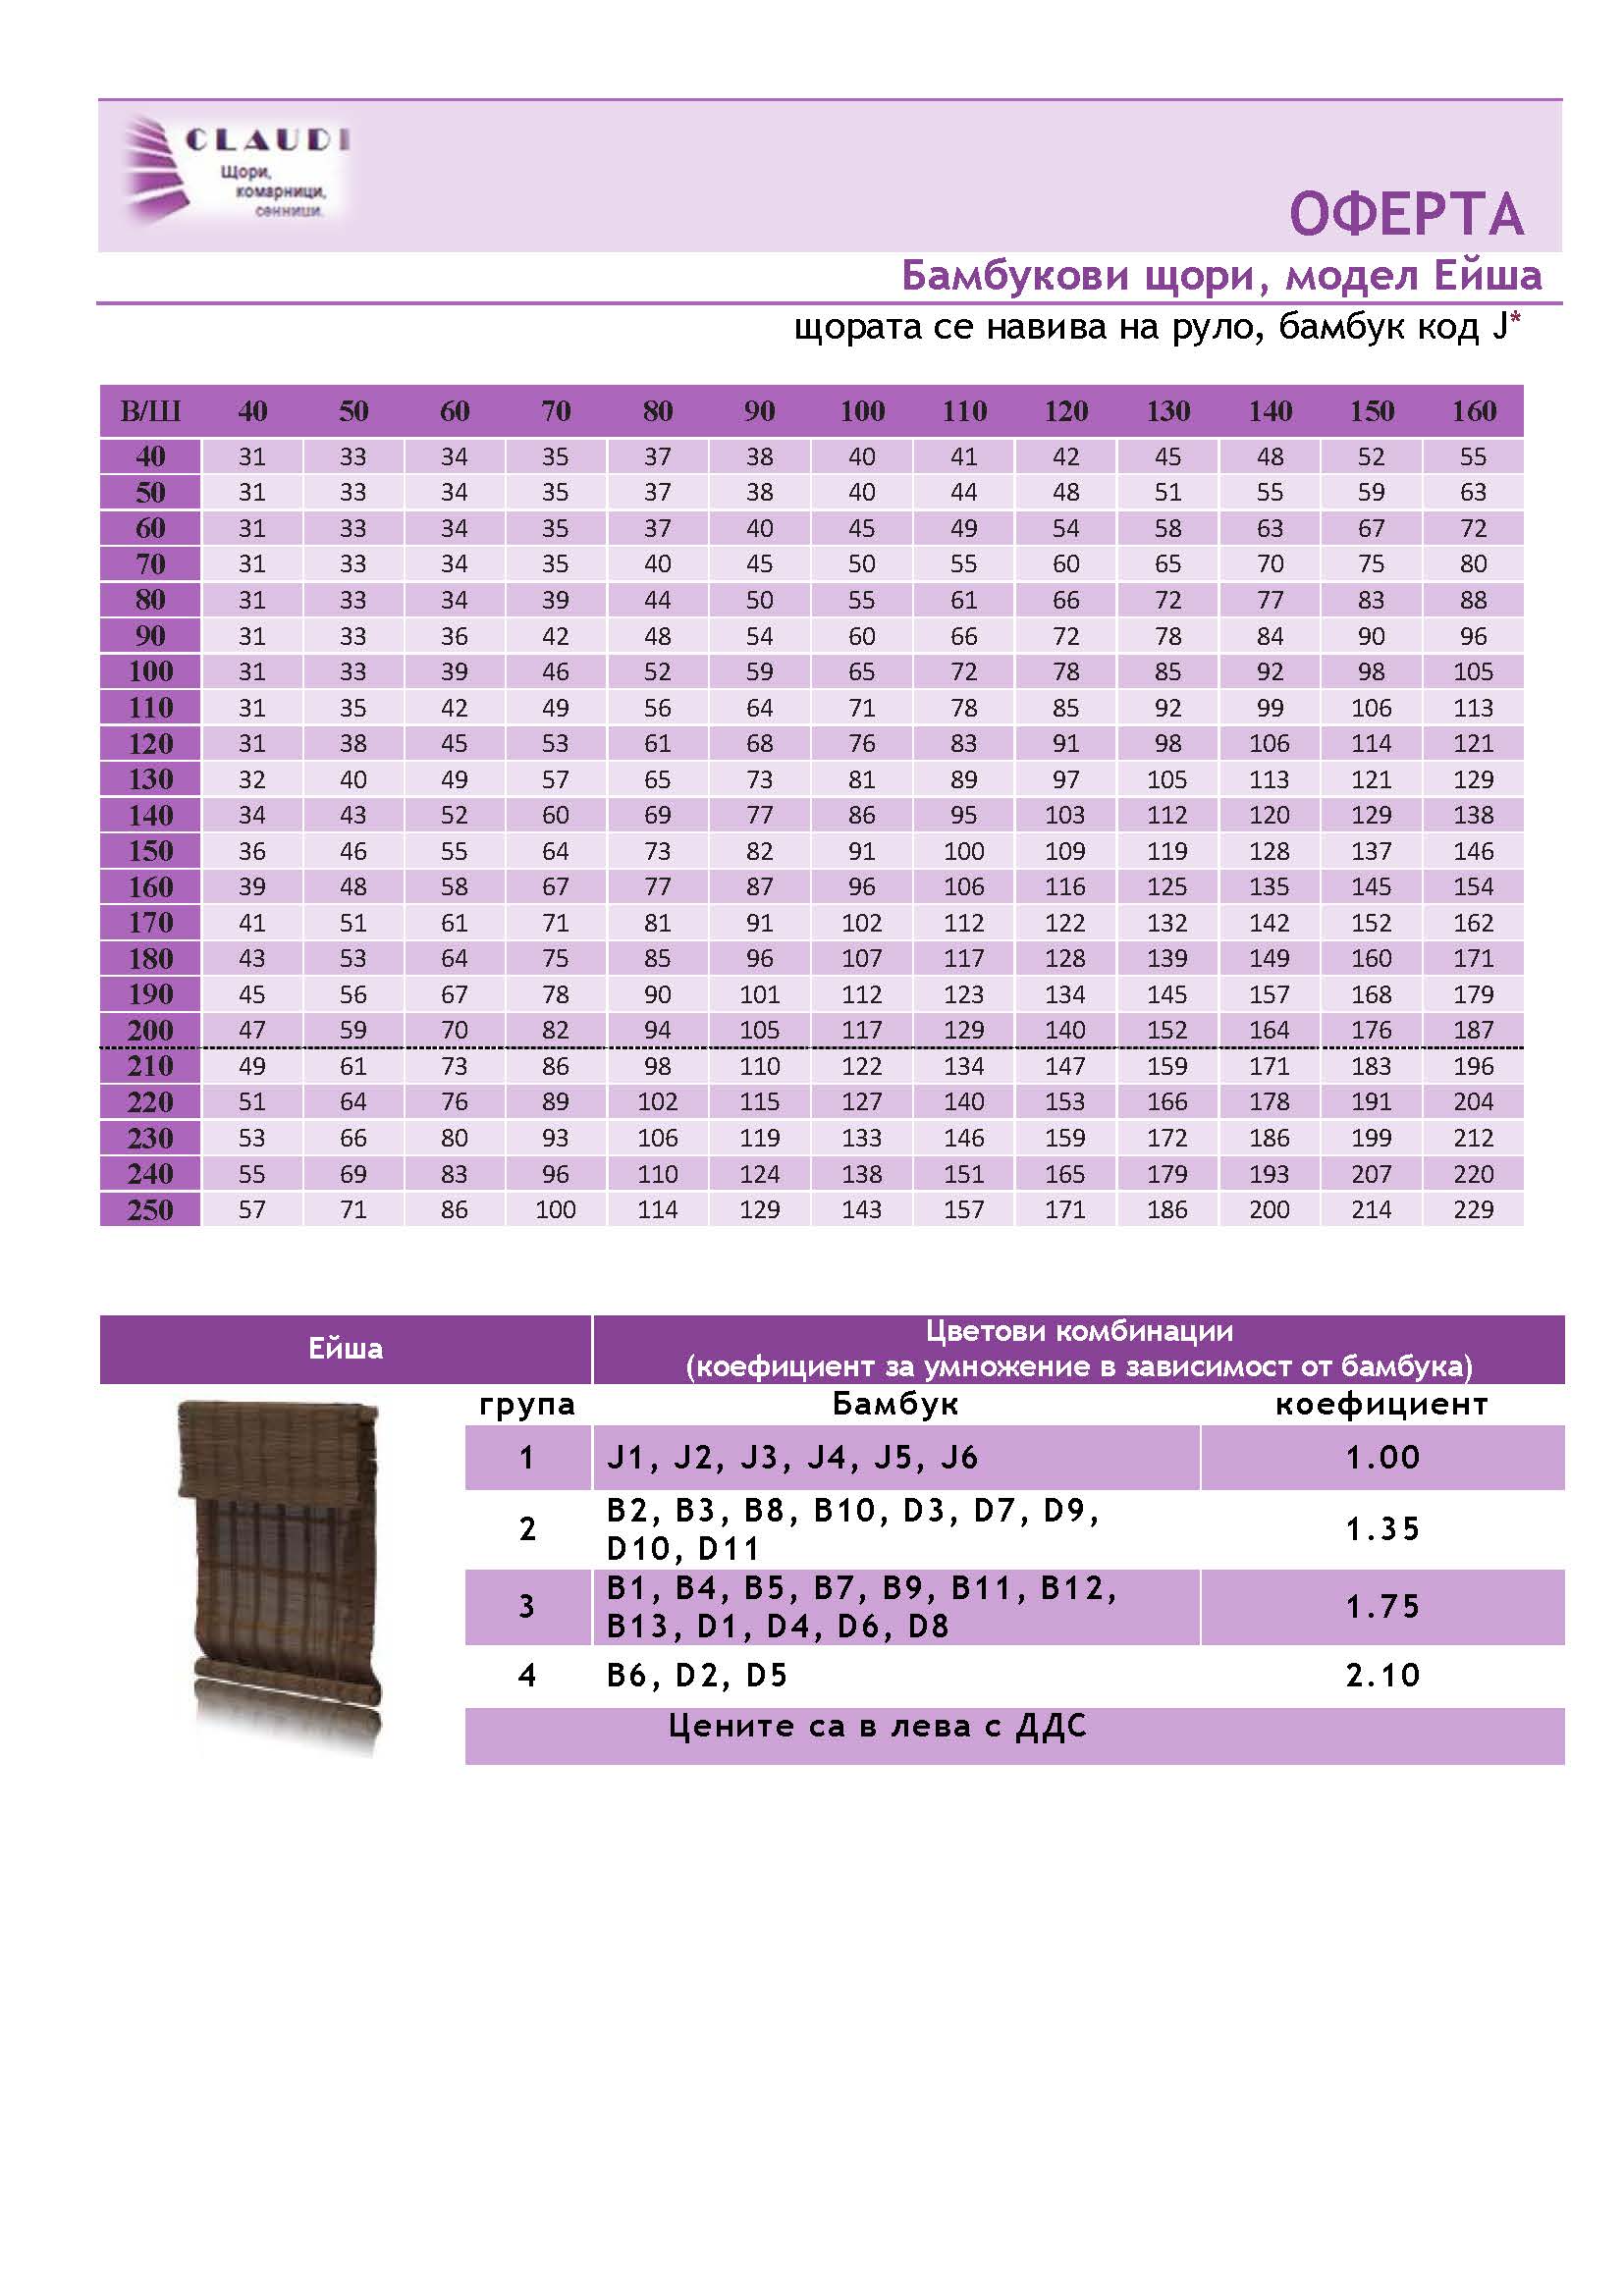 CLAUDI
Щори,
комарници,
сенници.
ОФЕРТА
Бамбукови щори, модел Ейша
щората се навива на руло, бамбук код J*
В/Ш 40 50 60 70 80 90 100 110 120 130 140 150 160
40 31 33 34 35 37 38 40 41 42 45 48 52 55
50 31 33 34 35 37 38 40 44 48 51 55 59 63
60 31 33 34 35 37 40 45 49 54 58 63 67 72
70 31 33 34 35 40 45 50 55 60 65 70 75 80
80 31 33 34 39 44 50 55 61 66 72 77 83 88
90 31 33 36 42 48 54 60 66 72 78 84 90 96
100 31 33 39 46 52 59 65 72 78 85 92 98 105
110 31 35 42 49 56 64 71 78 85 92 99 106 113
120 31 38 45 53 61 68 76 83 91 98 106 114 121
130 32 40 49 57 65 73 81 89 97 105 113 121 129
140 34 43 52 60 69 77 86 95 103 112 120 129 138
150 36 46 55 64 73 82 91 100 109 119 128 137 146
160 39 48 58 67 77 87 96 106 116 125 135 145 154
170 41 51 61 71 81 91 102 112 122 132 142 152 162
180 43 53 64 75 85 96 107 117 128 139 149 160 171
190 45 56 67 78 90 101 112 123 134 145 157 168 179
200 47 59 70 82 94 105 117 129 140 152 164 176 187
210 49 61 73 86 98 110 122 134 147 159 171 183 196
220 51 64 76 89 102 115 127 140 153 166 178 191 204
230 53 66 80 93 106 119 133 146 159 172 186 199 212
240 55 69 83 96 110 124 138 151 165 179 193 207 220
250 57 71 86 100 114 129 143 157 171 186 200 214 229
Ейша
Цветови комбинации
(коефициент за умножение в зависимост от бамбука)
група Бамбук коефициент
1 J1, J2, J3, J4, J5, J6 1.00
2 B2, B3, B8, B10, D3, D7, D9,
D10, D11 1.35
3 B1, B4, B5, B7, B9, B11, B12,
B13, D1, D4, D6, D8 1.75
4 B6, D2, D5 2.10
Цените са в лева с ДДС